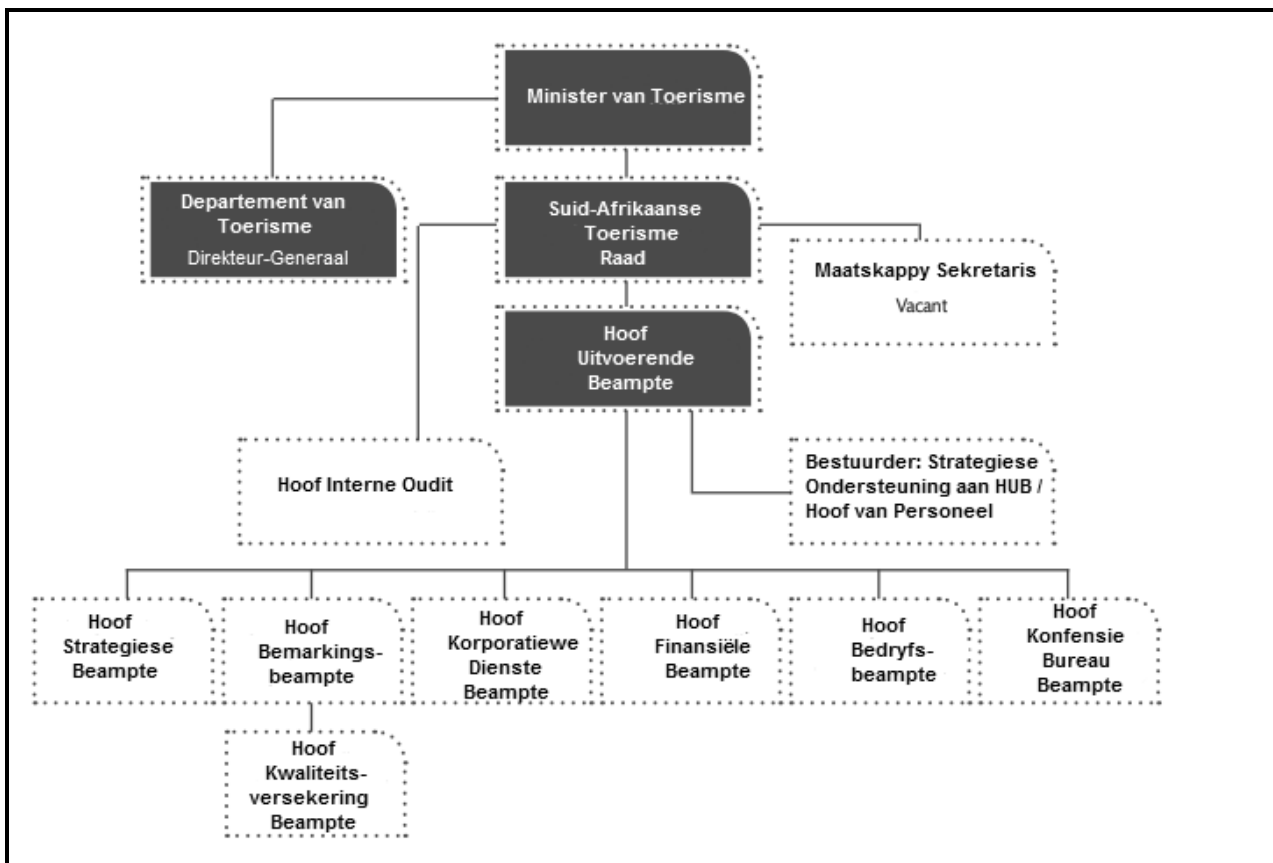 Minister van Toerisme
Departement van
Toerisme
Direkteur-Generaal
Suid-Afrikaanse
Toerisme
Raad
Maatskappy Sekretaris
Vacant
Hoof
Uitvoerende
Beampte
Hoof Interne Oudit
Bestuurder: Strategiese
Ondersteuning aan HUB /
Hoof van Personeel
Hoof
Strategiese
Beampte
Hoof
Bemarkings-
beampte
Hoof
Korporatiewe
Dienste
Beampte
Hoof
Finansiële
Beampte
Hoof
Bedryfs-
beampte
Hoof
Konfensie
Bureau
Beampte
Hoof
Kwaliteits-
versekering
Beampte